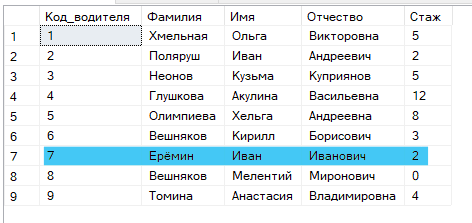 Код_водителя Фамилия Имя Отчество Стаж
1 1 Хмельная Ольга Викторовна 5
2 2 Поляруш Иван Андреевич 2
3 3 Неонов Кузьма Куприянов 5
4 4 Глушкова Акулина Васильевна 12
5 5 Олимпиева Хельга Андреевна 8
6 6 Вешняков Кирилл Борисович 3
7 7 Ерёмин Иван Иванович 2
8 8 Вешняков Мелентий Миронович 0
9 9 Томина Анастасия Владимировна 4